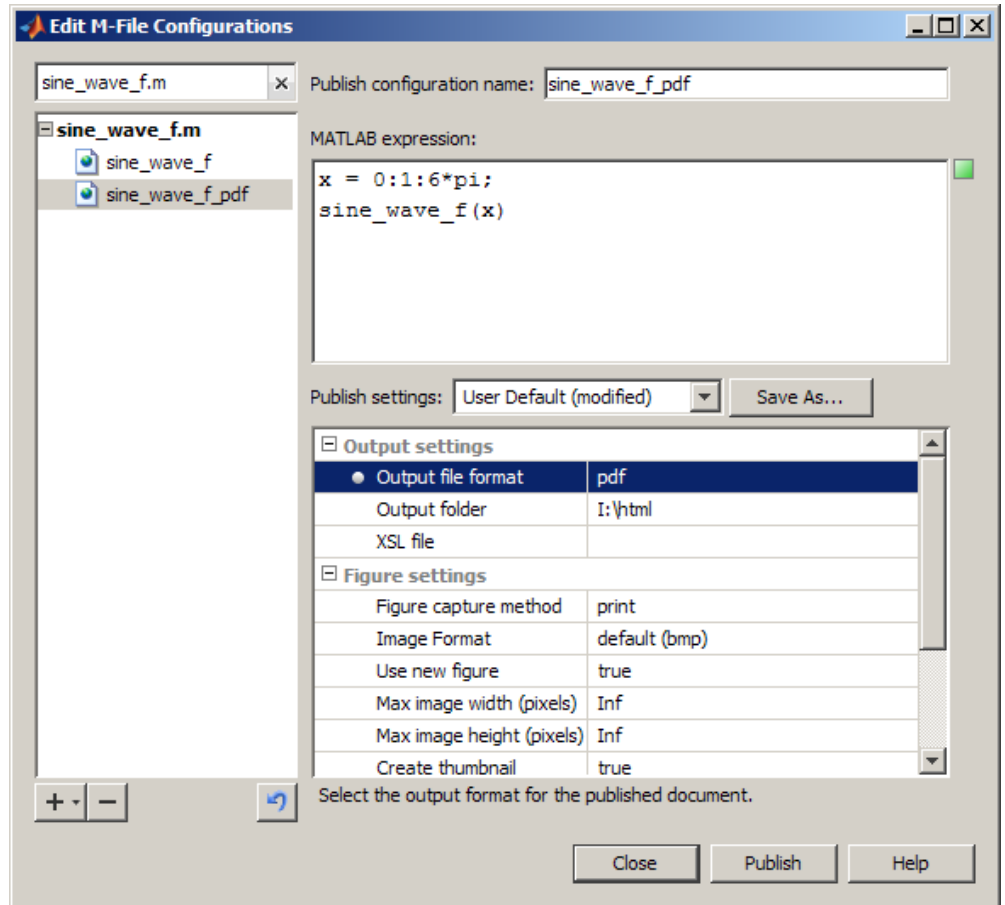 Edit M-File Configurations
sine_wave_f.m
Publish configuration name: sine_wave_f_pdf
sine_wave_f.m
sine_wave_f
sine_wave_f_pdf
MATLAB expression:
x = 0:1:6*pi;
sine_wave_f(x)
Publish settings: User Default (modified) Save As...
Output settings
Output file format pdf
Output folder I:\html
XSL file
Figure settings
Figure capture method print
Image Format default (bmp)
Use new figure true
Max image width (pixels) Inf
Max image height (pixels) Inf
Create thumbnail true
Select the output format for the published document.
Close Publish Help